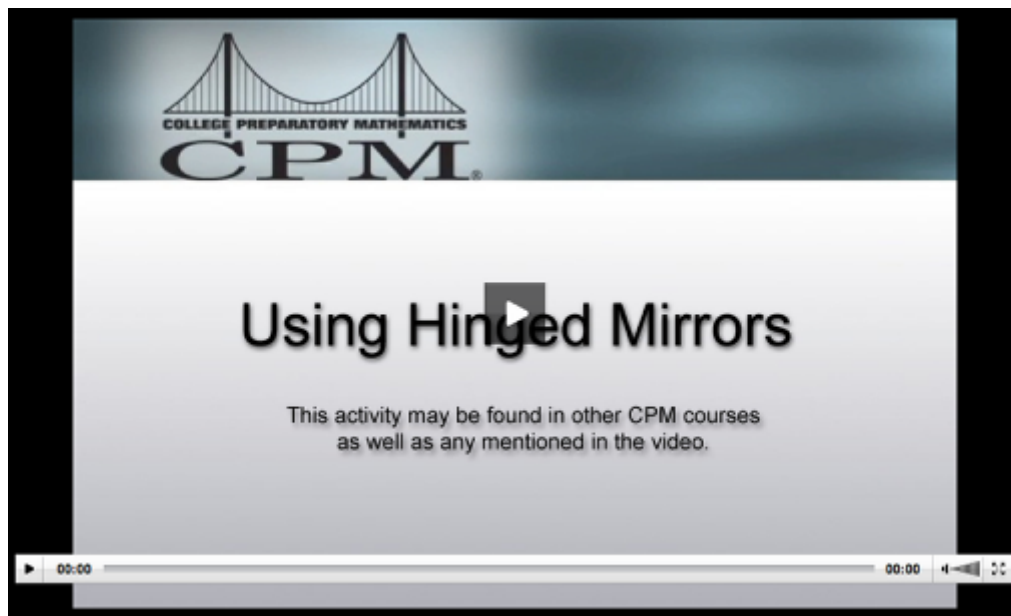 COLLEGE PREPARATORY MATHEMATICS
CPM®
Using Hinged Mirrors
This activity may be found in other CPM courses
as well as any mentioned in the video.
00:00 00:00